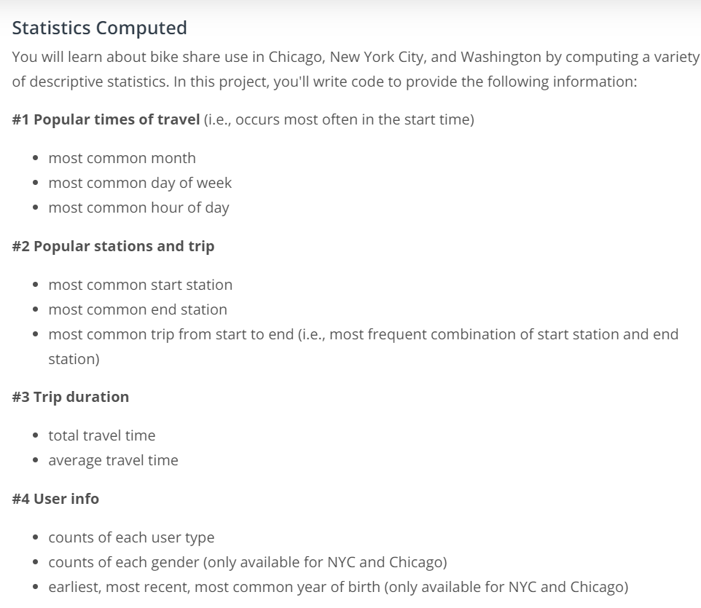 Statistics Computed
You will learn about bike share use in Chicago, New York City, and Washington by computing a variety
of descriptive statistics. In this project, you'll write code to provide the following information:
#1 Popular times of travel (i.e., occurs most often in the start time)
• most common month
• most common day of week
• most common hour of day
#2 Popular stations and trip
• most common start station
• most common end station
• most common trip from start to end (i.e., most frequent combination of start station and end
station)
#3 Trip duration
• total travel time
• average travel time
#4 User info
• counts of each user type
• counts of each gender (only available for NYC and Chicago)
• earliest, most recent, most common year of birth (only available for NYC and Chicago)